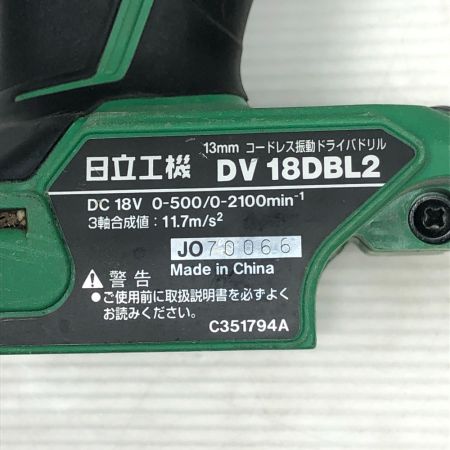 13mm コードレス振動ドライバドリル
日立工機 DV 18DBL2
DC 18V 0-500/0-2100min⁻¹
3軸合成値：11.7m/s²
JO70066
Made in China
⚠警告
●ご使用前に取扱説明書を必ずよく
お読みください。
C351794A